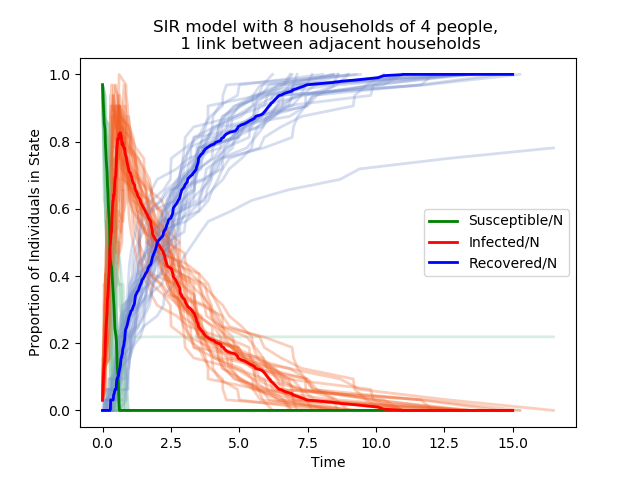 SIR model with 8 households of 4 people,
1 link between adjacent households
Proportion of Individuals in State
1.0
0.8
0.6
0.4
0.2
0.0
Susceptible/N
Infected/N
Recovered/N
0.0 2.5 5.0 7.5 10.0 12.5 15.0
Time